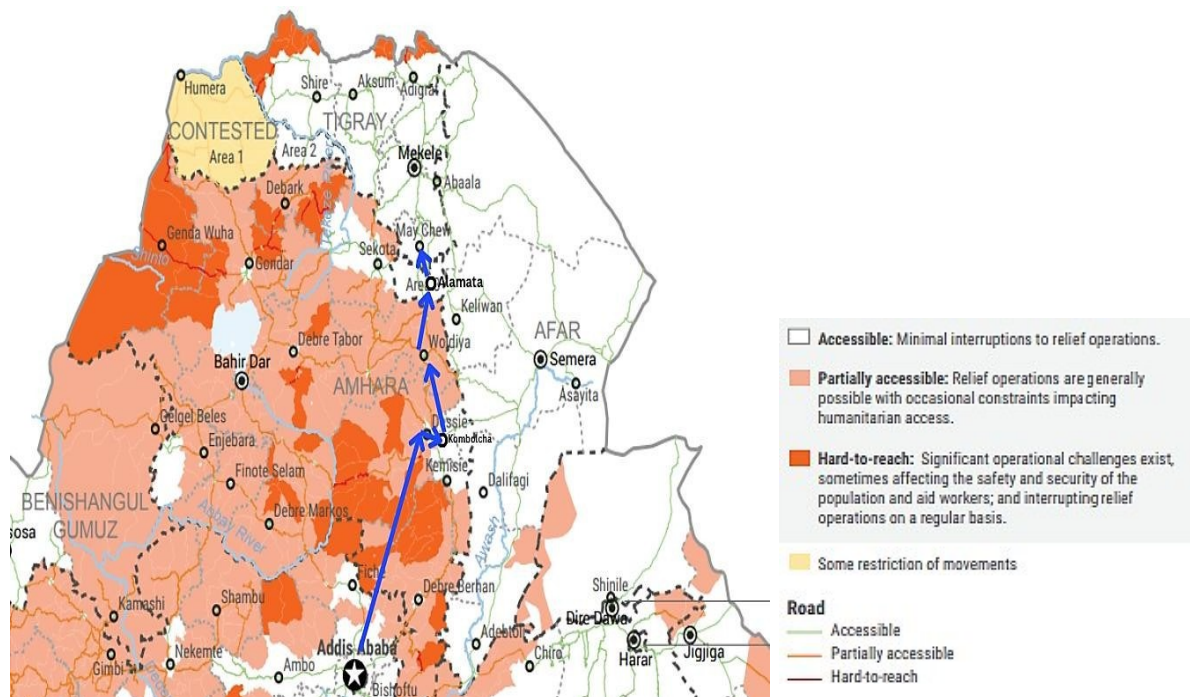 Humera
Shire
Aksum
Adigrat
TIGRAY
CONTESTED
Area 1
Area 2
Mekele
Abaala
Debark
May Chew
Genda Wuha
Shinfo
Gondar
Sekota
Alamata
Keliwan
AFAR
Debre Tabor
Woldiya
Semera
Bahir Dar
AMHARA
Asayita
Gelgel Beles
Enjebara
Kombolcha
Kemisie
Finote Selam
Dalifagi
BENISHANGUL
GUMUZ
Debre Markos
Abbay River
Awash
sosa
Fiche
Debre Berhan
Shinile
Kamashi
Shambu
Dire Dawa
Addis Ababa
Harar
Jigjiga
Gimbi
Nekemte
Ambo
Chiro
Bishoftu
Accessible: Minimal interruptions to relief operations.
Partially accessible: Relief operations are generally
possible with occasional constraints impacting
humanitarian access.
Hard-to-reach: Significant operational challenges exist,
sometimes affecting the safety and security of the
population and aid workers; and interrupting relief
operations on a regular basis.
Some restriction of movements
Road
Accessible
Partially accessible
Hard-to-reach